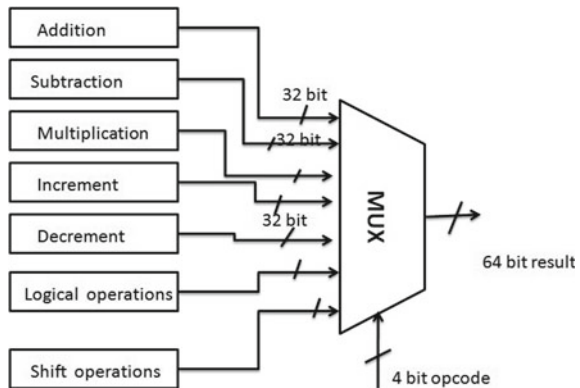 Addition
Subtraction
Multiplication
Increment
Decrement
Logical operations
Shift operations
32 bit
32 bit
32 bit
MUX
64 bit result
4 bit opcode